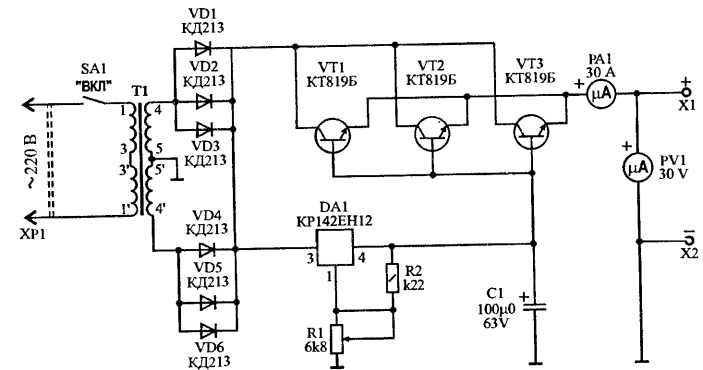 VD1
КД213
VD2
КД213
VD3
КД213
SA1
"ВКЛ"
T1
1
4
3
5
3'
5'
1'
4'
~220 В
XP1
VT1
КТ819Б
VT2
КТ819Б
VT3
КТ819Б
PA1
30 A
+
μA
+
X1
+
μA
PV1
30 V
–
X2
VD4
КД213
VD5
КД213
VD6
КД213
DA1
КР142ЕН12
3
4
1
R2
k22
R1
6k8
C1
100μ0
63V
+